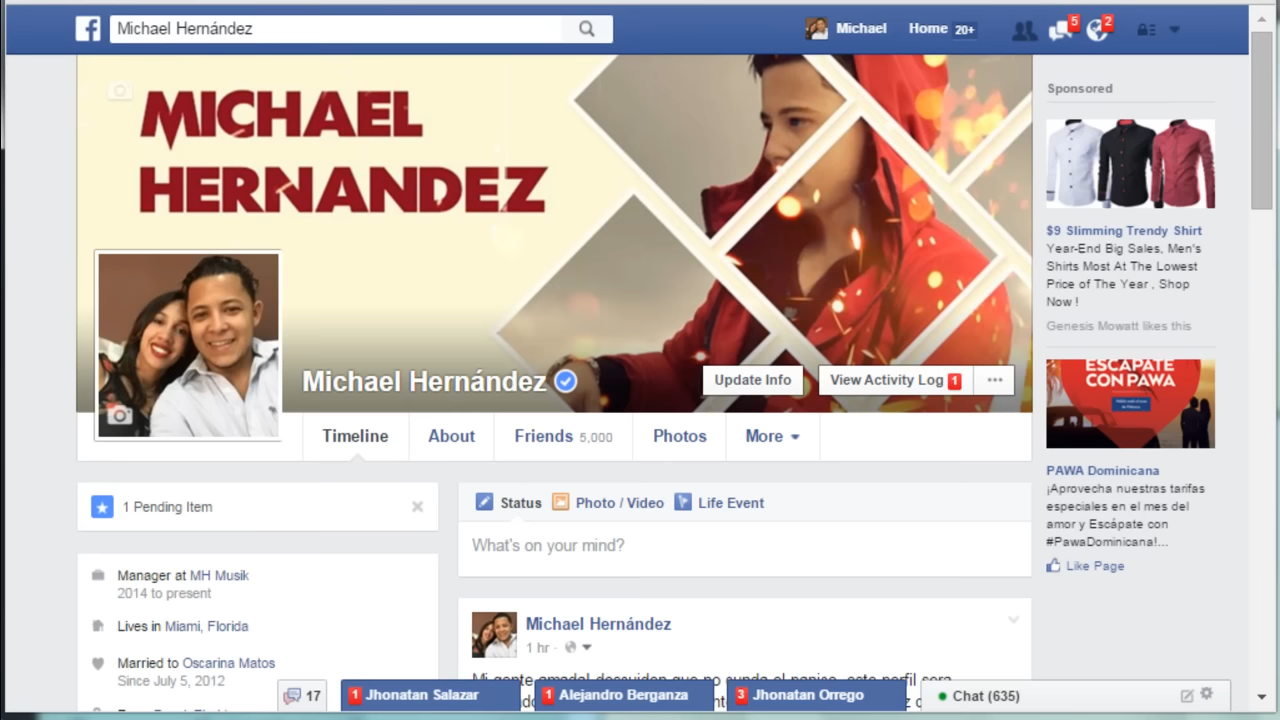 Michael Hernández
Michael
Home 20+
5
2
MICHAEL
HERNANDEZ
Michael Hernández
Update Info
View Activity Log 1
Timeline
About
Friends 5,000
Photos
More
1 Pending Item
Manager at MH Musik
2014 to present
Lives in Miami, Florida
Married to Oscarina Matos
Since July 5, 2012
Status
Photo / Video
Life Event
What's on your mind?
Michael Hernández
1 hr
Sponsored
$9 Slimming Trendy Shirt
Year-End Big Sales, Men's
Shirts Most At The Lowest
Price of The Year , Shop
Now !
Genesis Mowatt likes this
ESCAPATE
CON PAWA
PAWA Dominicana
¡Aprovecha nuestras tarifas
especiales en el mes del
amor y Escápate con
#PawaDominicana!...
Like Page
17
1 Jhonatan Salazar
1 Alejandro Berganza
3 Jhonatan Orrego
Chat (635)